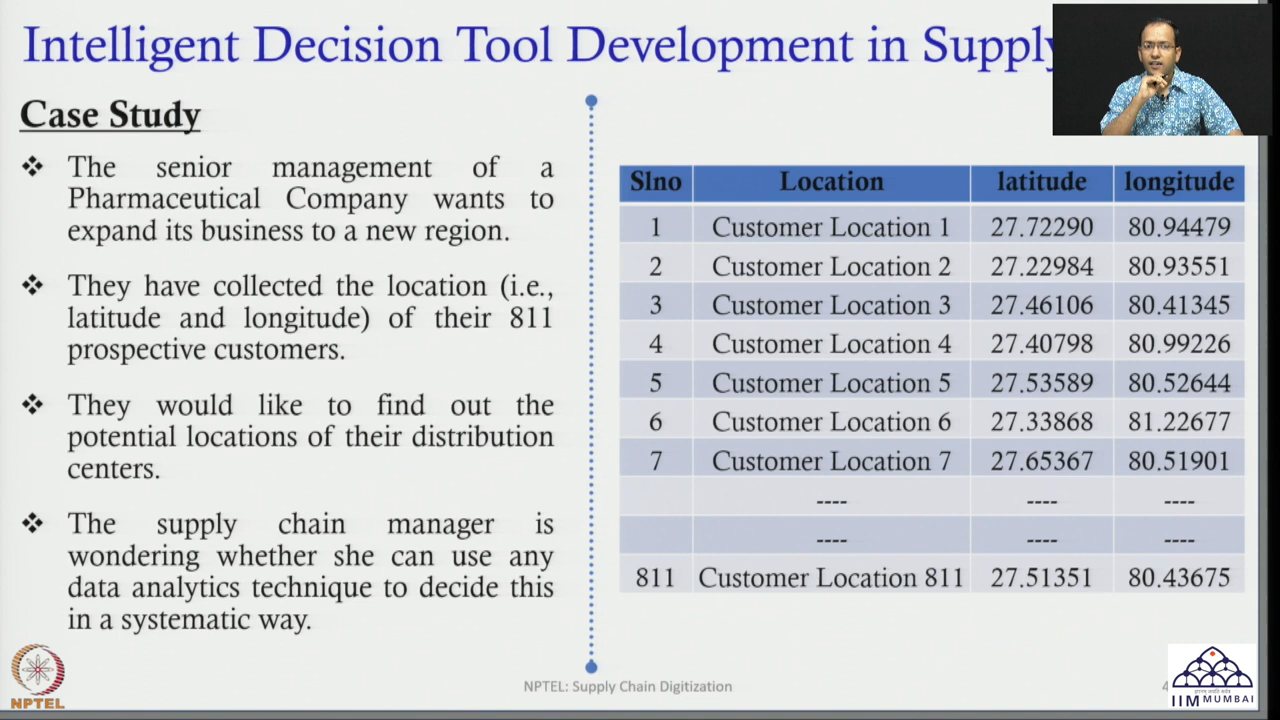 Intelligent Decision Tool Development in Supply
Case Study
❖ The senior management of a
Pharmaceutical Company wants to
expand its business to a new region.
❖ They have collected the location (i.e.,
latitude and longitude) of their 811
prospective customers.
❖ They would like to find out the
potential locations of their distribution
centers.
❖ The supply chain manager is
wondering whether she can use any
data analytics technique to decide this
in a systematic way.
Slno Location latitude longitude
1 Customer Location 1 27.72290 80.94479
2 Customer Location 2 27.22984 80.93551
3 Customer Location 3 27.46106 80.41345
4 Customer Location 4 27.40798 80.99226
5 Customer Location 5 27.53589 80.52644
6 Customer Location 6 27.33868 81.22677
7 Customer Location 7 27.65367 80.51901
---- ---- ----
---- ---- ----
811 Customer Location 811 27.51351 80.43675
NPTEL
NPTEL: Supply Chain Digitization
4
IIM MUMBAI